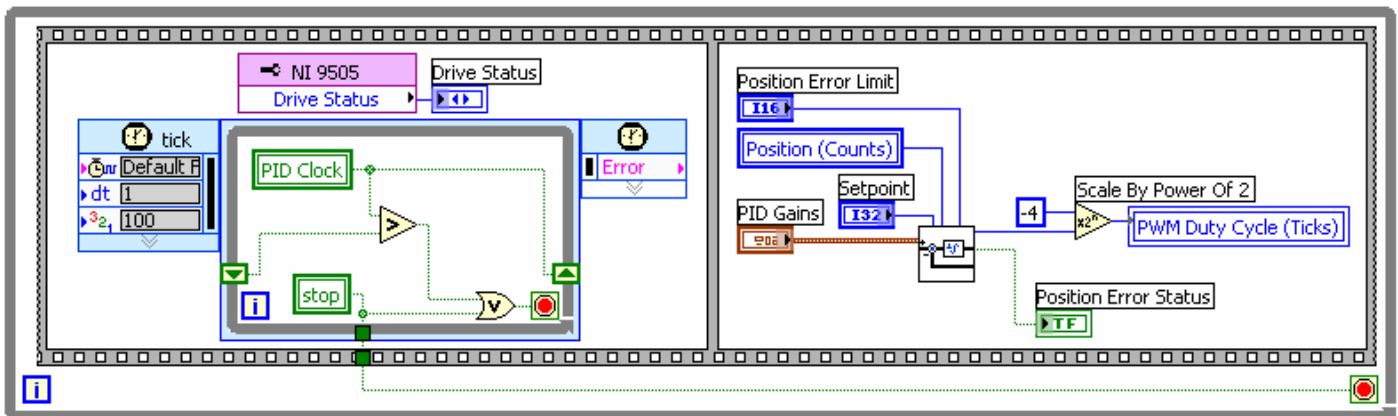 NI 9505
Drive Status
Drive Status
tick
Default F
dt 1
100
PID Clock
>
stop
V
i
Error
Position Error Limit
I16
Position (Counts)
Setpoint
I32
PID Gains
-4
Scale By Power Of 2
x2ⁿ
PWM Duty Cycle (Ticks)
Position Error Status
TF
i